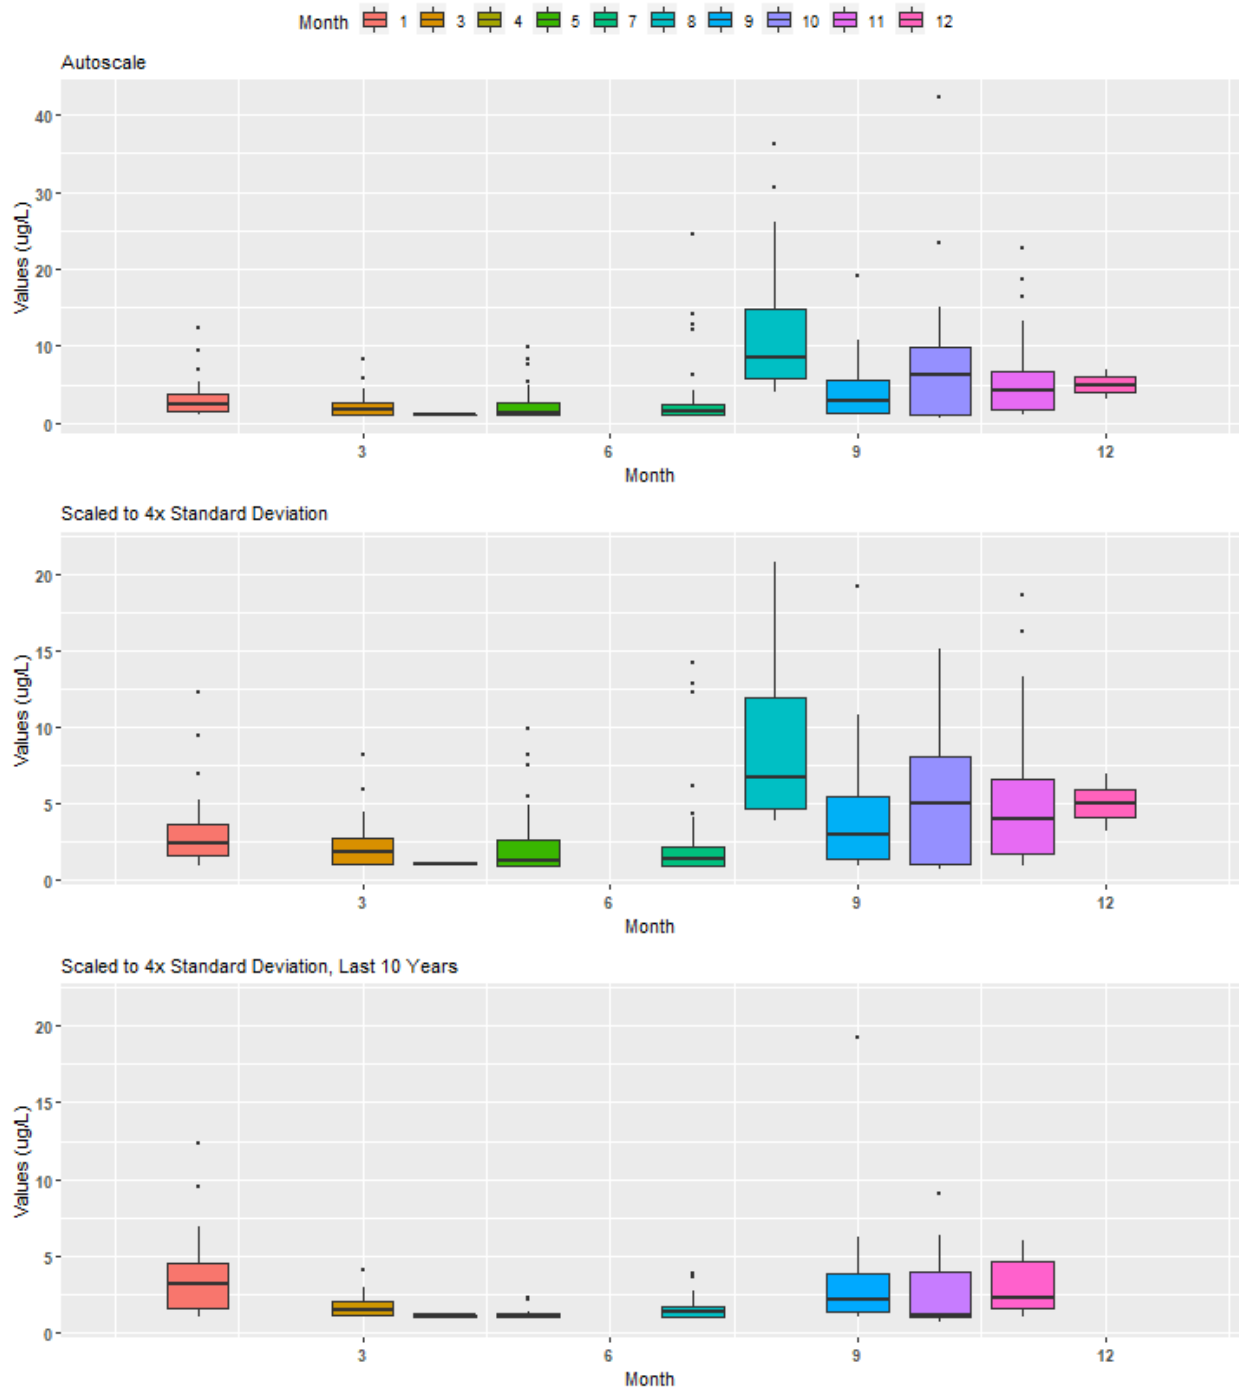 Month 1 3 4 5 7 8 9 10 11 12
Autoscale
Values (ug/L)
40
30
20
10
0
3 6 9 12
Month
Scaled to 4x Standard Deviation
Values (ug/L)
20
15
10
5
0
3 6 9 12
Month
Scaled to 4x Standard Deviation, Last 10 Years
Values (ug/L)
20
15
10
5
0
3 6 9 12
Month